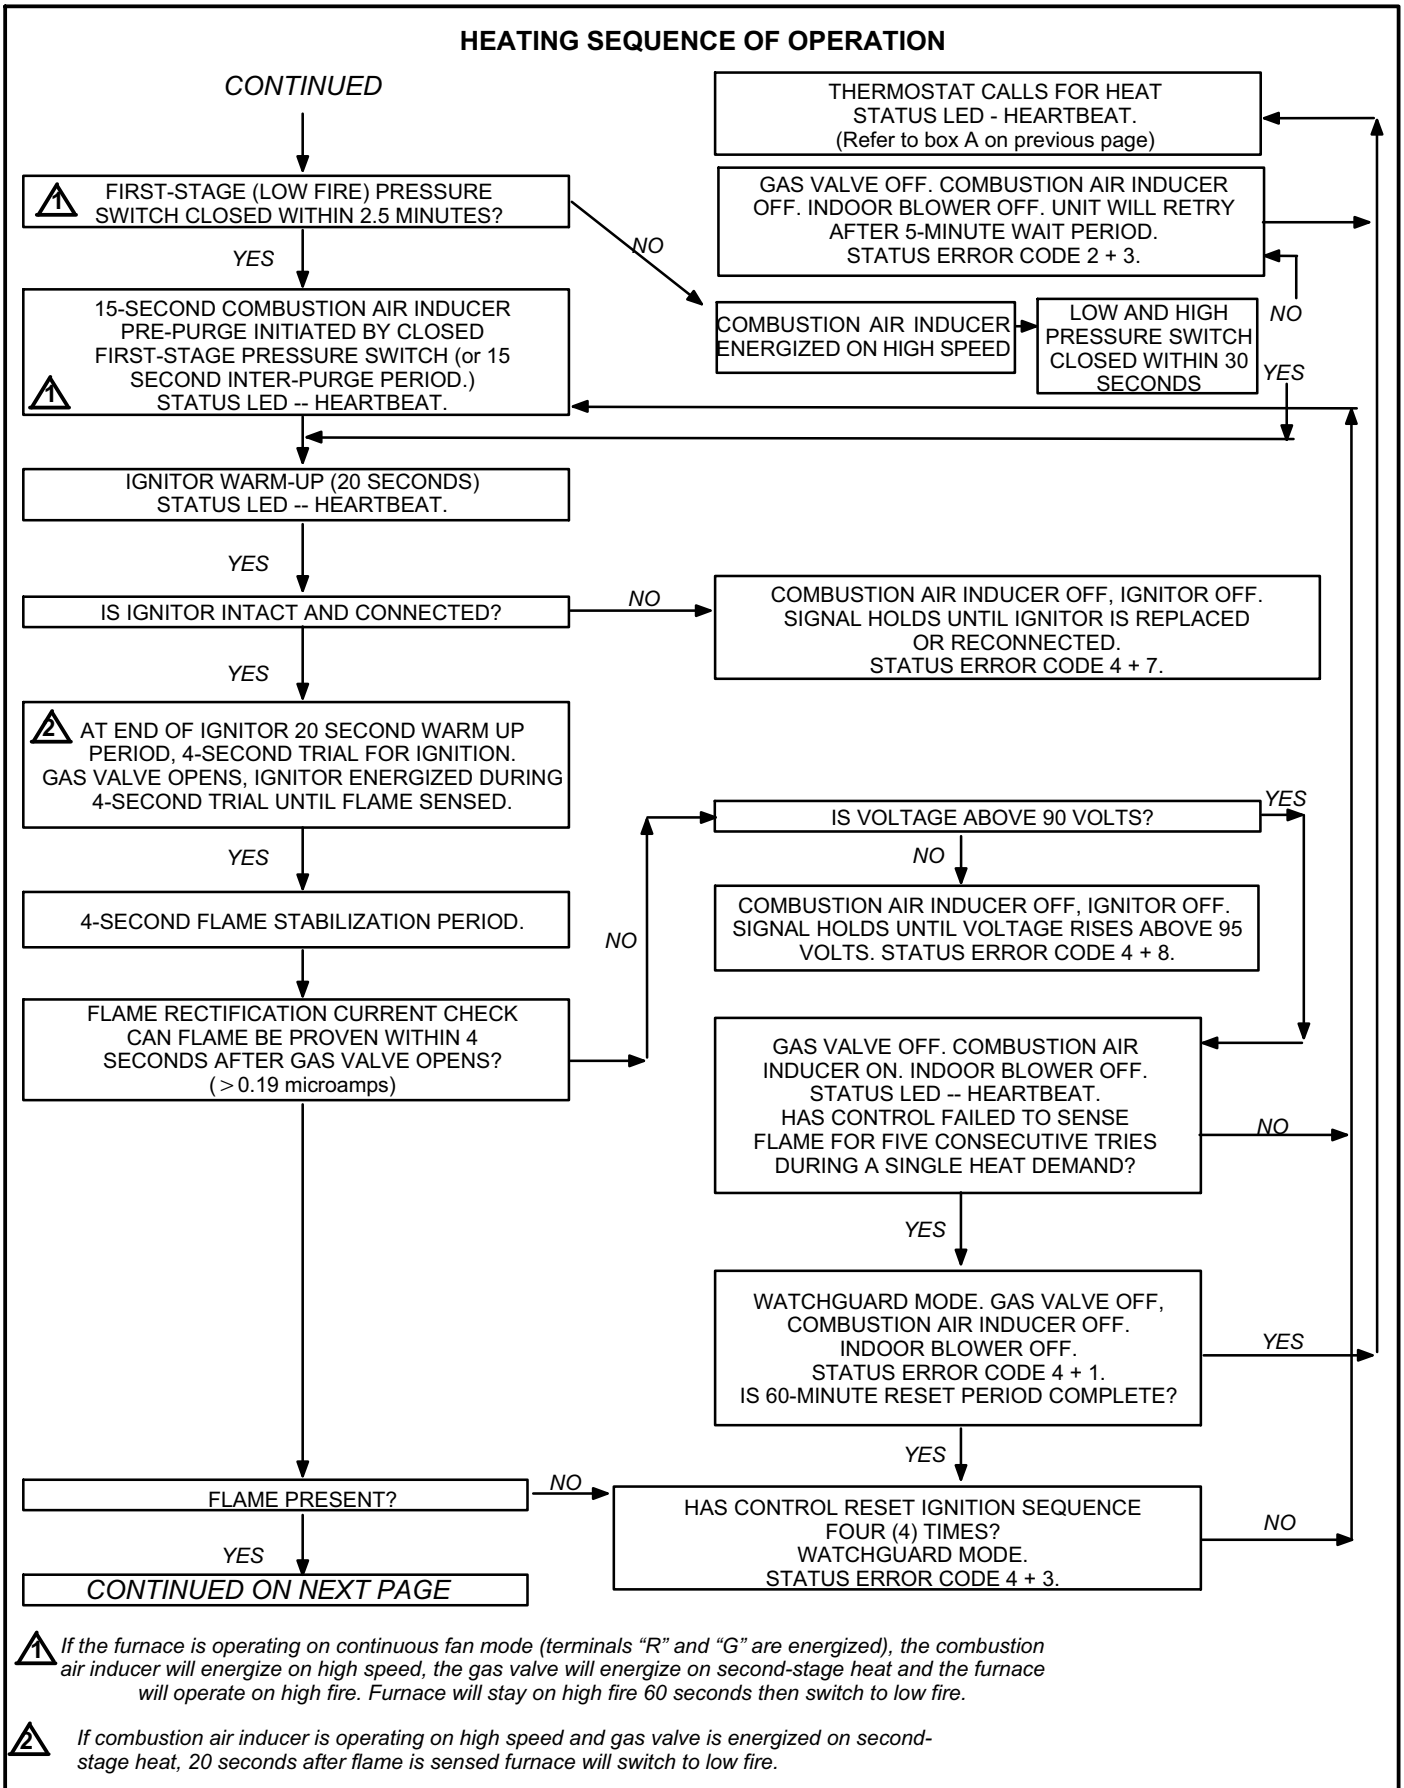 HEATING SEQUENCE OF OPERATION
CONTINUED
THERMOSTAT CALLS FOR HEAT
STATUS LED - HEARTBEAT.
(Refer to box A on previous page)
1
FIRST-STAGE (LOW FIRE) PRESSURE
SWITCH CLOSED WITHIN 2.5 MINUTES?
NO
YES
GAS VALVE OFF. COMBUSTION AIR INDUCER
OFF. INDOOR BLOWER OFF. UNIT WILL RETRY
AFTER 5-MINUTE WAIT PERIOD.
STATUS ERROR CODE 2 + 3.
15-SECOND COMBUSTION AIR INDUCER
PRE-PURGE INITIATED BY CLOSED
FIRST-STAGE PRESSURE SWITCH (or 15
SECOND INTER-PURGE PERIOD.)
1
STATUS LED -- HEARTBEAT.
COMBUSTION AIR INDUCER
ENERGIZED ON HIGH SPEED
LOW AND HIGH
PRESSURE SWITCH
CLOSED WITHIN 30
SECONDS
NO
YES
IGNITOR WARM-UP (20 SECONDS)
STATUS LED -- HEARTBEAT.
YES
IS IGNITOR INTACT AND CONNECTED?
NO
COMBUSTION AIR INDUCER OFF, IGNITOR OFF.
SIGNAL HOLDS UNTIL IGNITOR IS REPLACED
OR RECONNECTED.
STATUS ERROR CODE 4 + 7.
YES
2
AT END OF IGNITOR 20 SECOND WARM UP
PERIOD, 4-SECOND TRIAL FOR IGNITION.
GAS VALVE OPENS, IGNITOR ENERGIZED DURING
4-SECOND TRIAL UNTIL FLAME SENSED.
YES
4-SECOND FLAME STABILIZATION PERIOD.
FLAME RECTIFICATION CURRENT CHECK
CAN FLAME BE PROVEN WITHIN 4
SECONDS AFTER GAS VALVE OPENS?
(>0.19 microamps)
NO
IS VOLTAGE ABOVE 90 VOLTS?
YES
NO
COMBUSTION AIR INDUCER OFF, IGNITOR OFF.
SIGNAL HOLDS UNTIL VOLTAGE RISES ABOVE 95
VOLTS. STATUS ERROR CODE 4 + 8.
GAS VALVE OFF. COMBUSTION AIR
INDUCER ON. INDOOR BLOWER OFF.
STATUS LED -- HEARTBEAT.
HAS CONTROL FAILED TO SENSE
FLAME FOR FIVE CONSECUTIVE TRIES
DURING A SINGLE HEAT DEMAND?
NO
YES
WATCHGUARD MODE. GAS VALVE OFF,
COMBUSTION AIR INDUCER OFF.
INDOOR BLOWER OFF.
STATUS ERROR CODE 4 + 1.
IS 60-MINUTE RESET PERIOD COMPLETE?
YES
YES
FLAME PRESENT?
NO
HAS CONTROL RESET IGNITION SEQUENCE
FOUR (4) TIMES?
WATCHGUARD MODE.
STATUS ERROR CODE 4 + 3.
NO
YES
CONTINUED ON NEXT PAGE
1
If the furnace is operating on continuous fan mode (terminals “R” and “G” are energized), the combustion
air inducer will energize on high speed, the gas valve will energize on second-stage heat and the furnace
will operate on high fire. Furnace will stay on high fire 60 seconds then switch to low fire.
2
If combustion air inducer is operating on high speed and gas valve is energized on second-
stage heat, 20 seconds after flame is sensed furnace will switch to low fire.